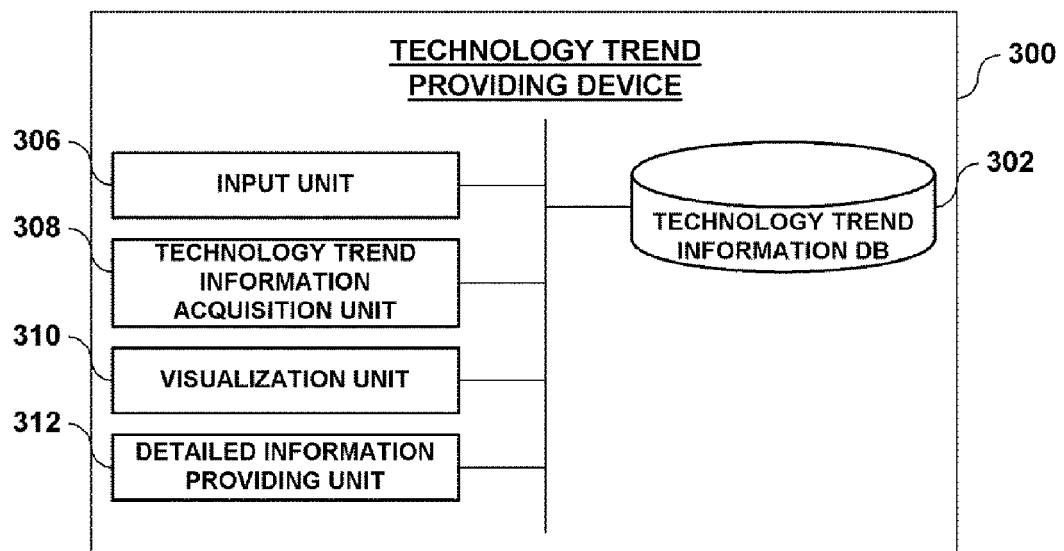 TECHNOLOGY TREND
PROVIDING DEVICE
300
306
INPUT UNIT
302
TECHNOLOGY TREND
INFORMATION DB
308
TECHNOLOGY TREND
INFORMATION
ACQUISITION UNIT
310
VISUALIZATION UNIT
312
DETAILED INFORMATION
PROVIDING UNIT